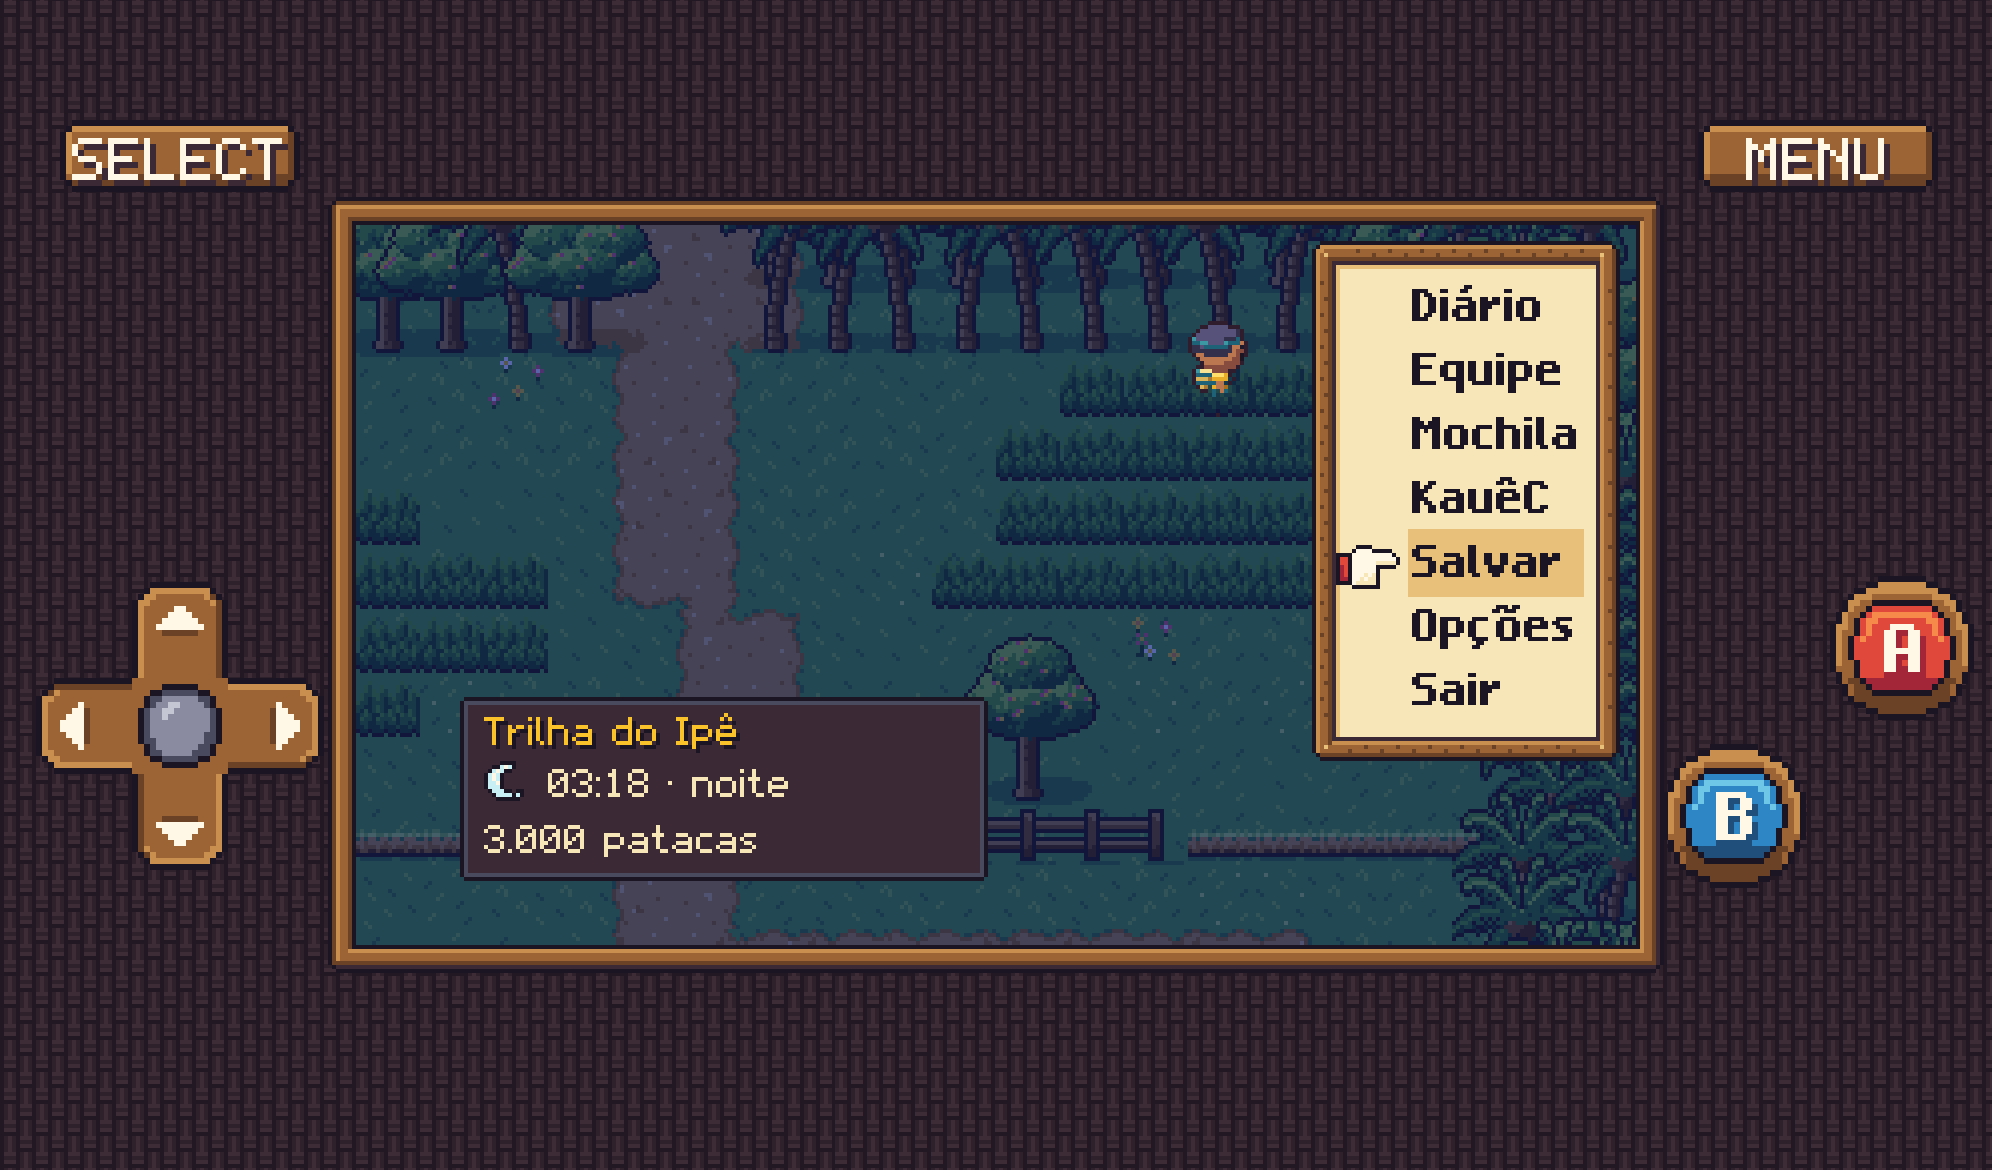 SELECT
MENU
Diário
Equipe
Mochila
KauêC
Salvar
Opções
Sair
Trilha do Ipê
03:18 · noite
3.000 patacas
A
B